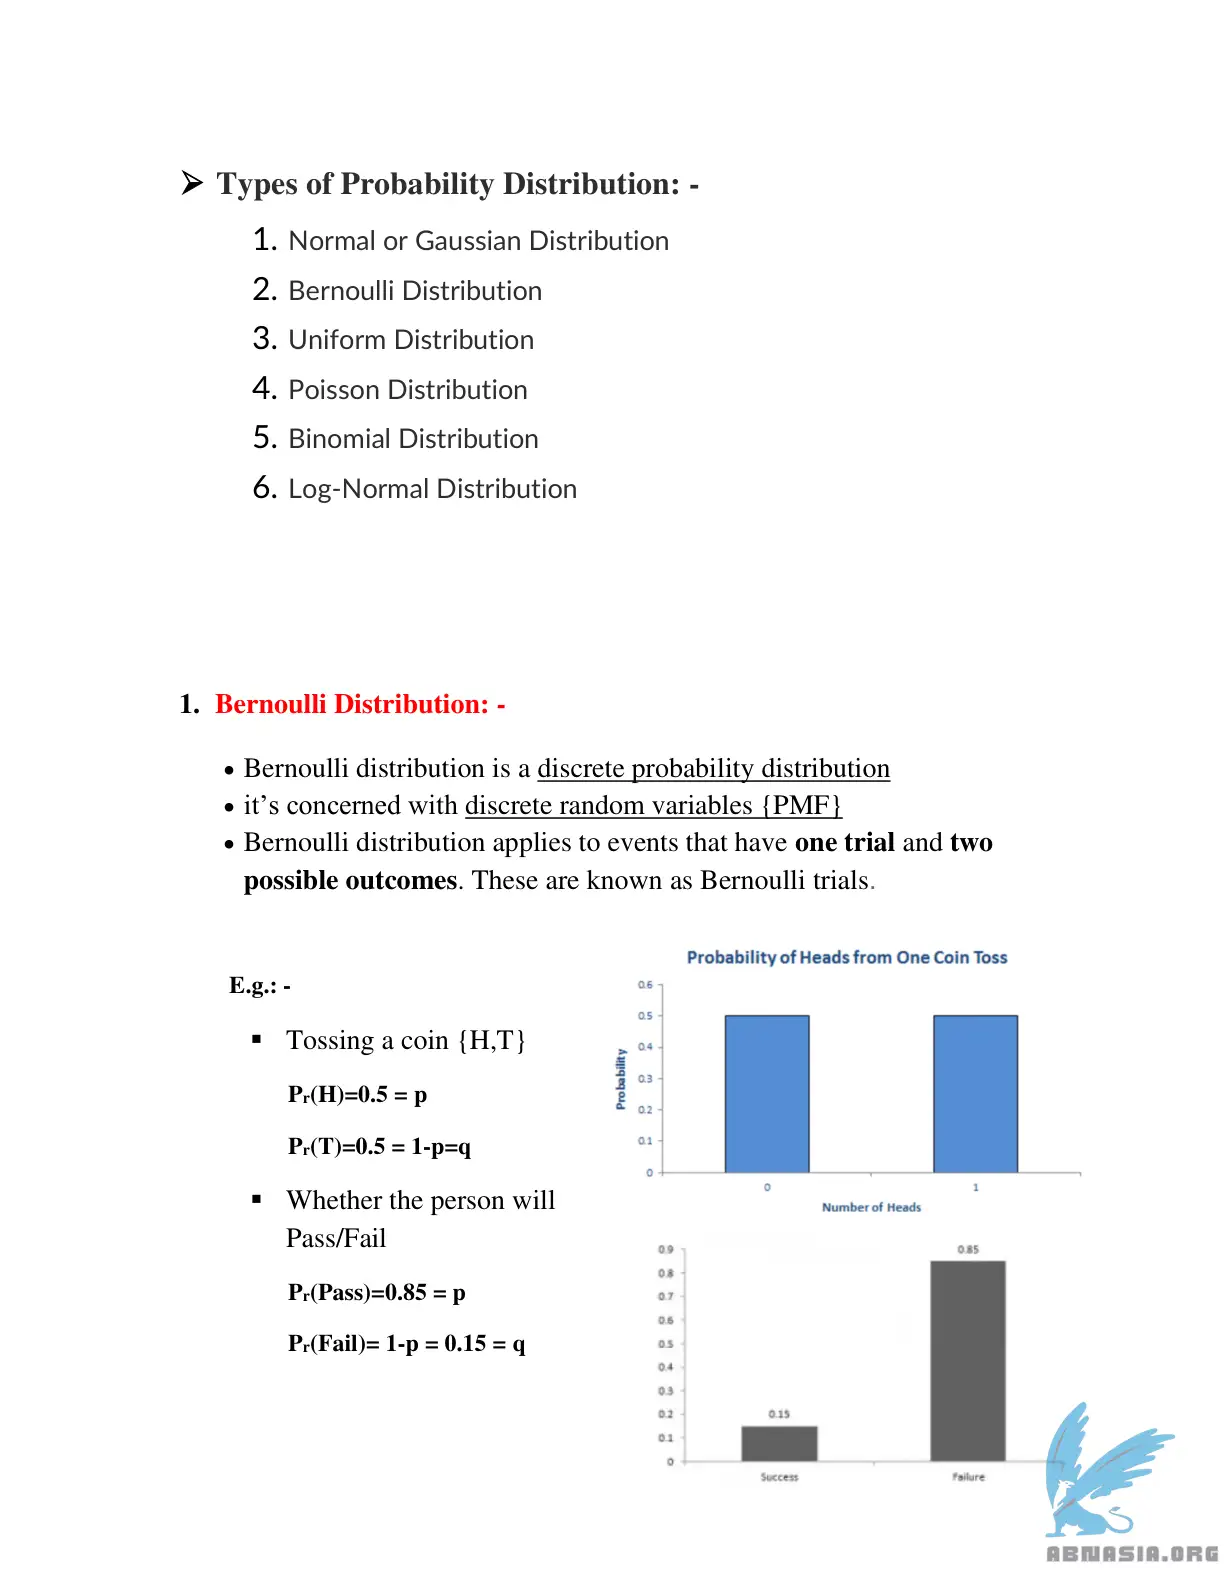 ➢ Types of Probability Distribution: -
1. Normal or Gaussian Distribution
2. Bernoulli Distribution
3. Uniform Distribution
4. Poisson Distribution
5. Binomial Distribution
6. Log-Normal Distribution
1. Bernoulli Distribution: -
• Bernoulli distribution is a discrete probability distribution
• it’s concerned with discrete random variables {PMF}
• Bernoulli distribution applies to events that have one trial and two
possible outcomes. These are known as Bernoulli trials.
E.g.: -
▪ Tossing a coin {H,T}
Pr(H)=0.5 = p
Pr(T)=0.5 = 1-p=q
▪ Whether the person will
Pass/Fail
Pr(Pass)=0.85 = p
Pr(Fail)= 1-p = 0.15 = q
Probability of Heads from One Coin Toss
Probability
0.6
0.5
0.4
0.3
0.2
0.1
0
0 1
Number of Heads
0.9
0.8
0.7
0.6
0.5
0.4
0.3
0.2
0.1
0
0.15
0.85
Success Failure
ABNASIA.ORG